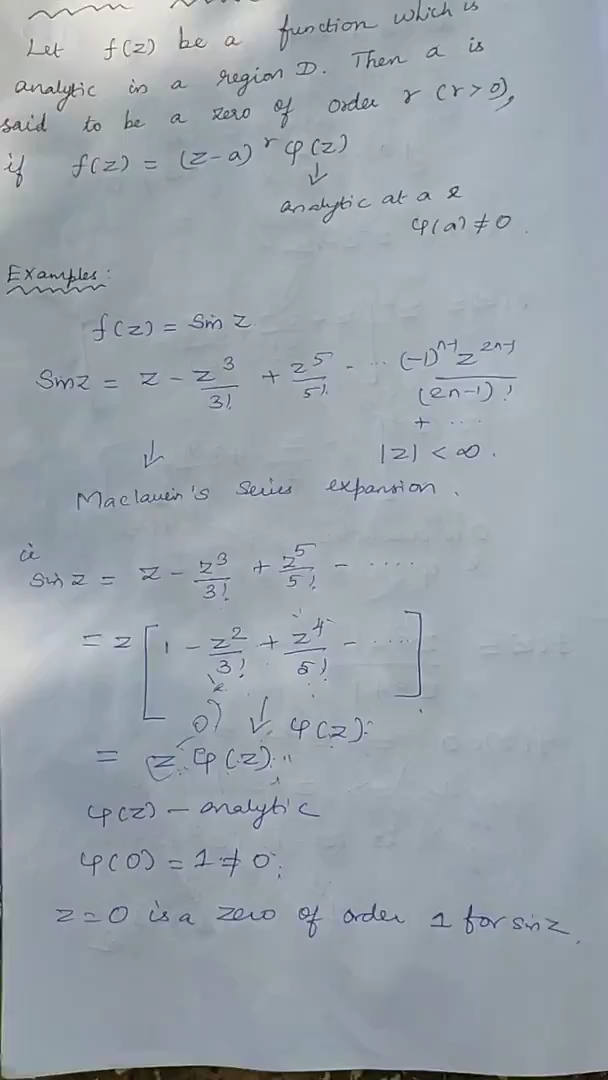 Let f(z) be a function which is
analytic in a region D. Then a is
said to be a zero of order r (r > 0),
if f(z) = (z-a)^r φ(z)
↓
analytic at a &
φ(a) ≠ 0.
Examples:
f(z) = Sin z
Sin z = z - z^3/3! + z^5/5! - ... (-1)^{n-1} z^{2n-1}/(2n-1)!
+ ...
|z| < ∞.
↓
Maclauein's Series expansion.
ie
Sin z = z - z^3/3! + z^5/5! - ....
= z [1 - z^2/3! + z^4/5! - ....]
↓ φ(z).
= z. φ(z).
φ(z) - analytic
φ(0) = 1 ≠ 0.
z = 0 is a zero of order 1 for sin z.